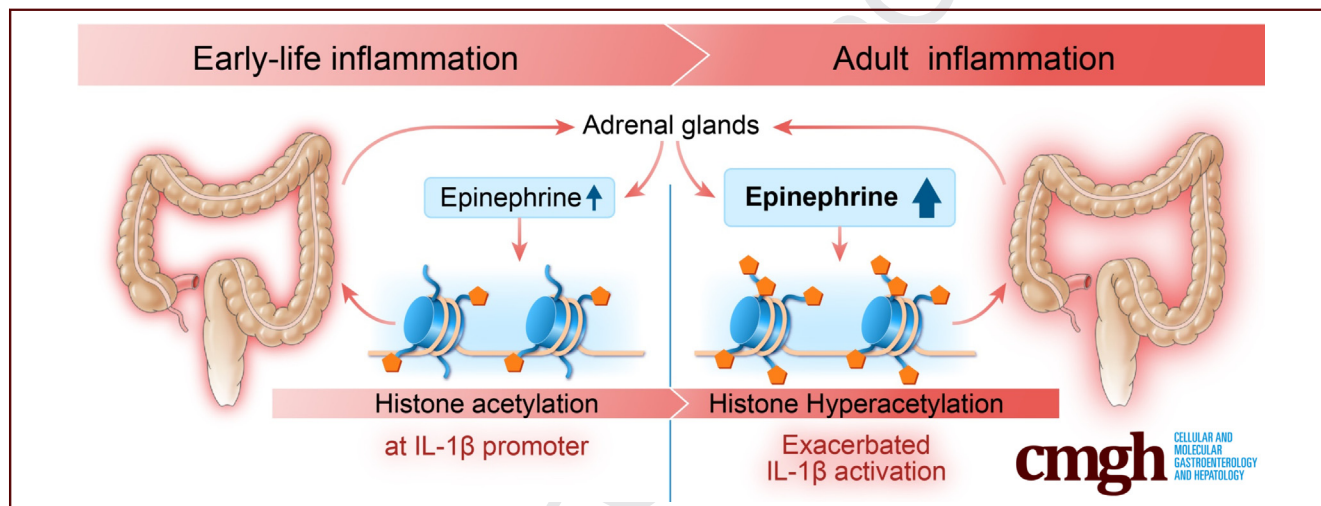 Early-life inflammation
Adult inflammation
Adrenal glands
Epinephrine
Epinephrine
Histone acetylation
Histone Hyperacetylation
at IL-1β promoter
Exacerbated
IL-1β activation
cmgh
CELLULAR AND
MOLECULAR
GASTROENTEROLOGY
AND HEPATOLOGY